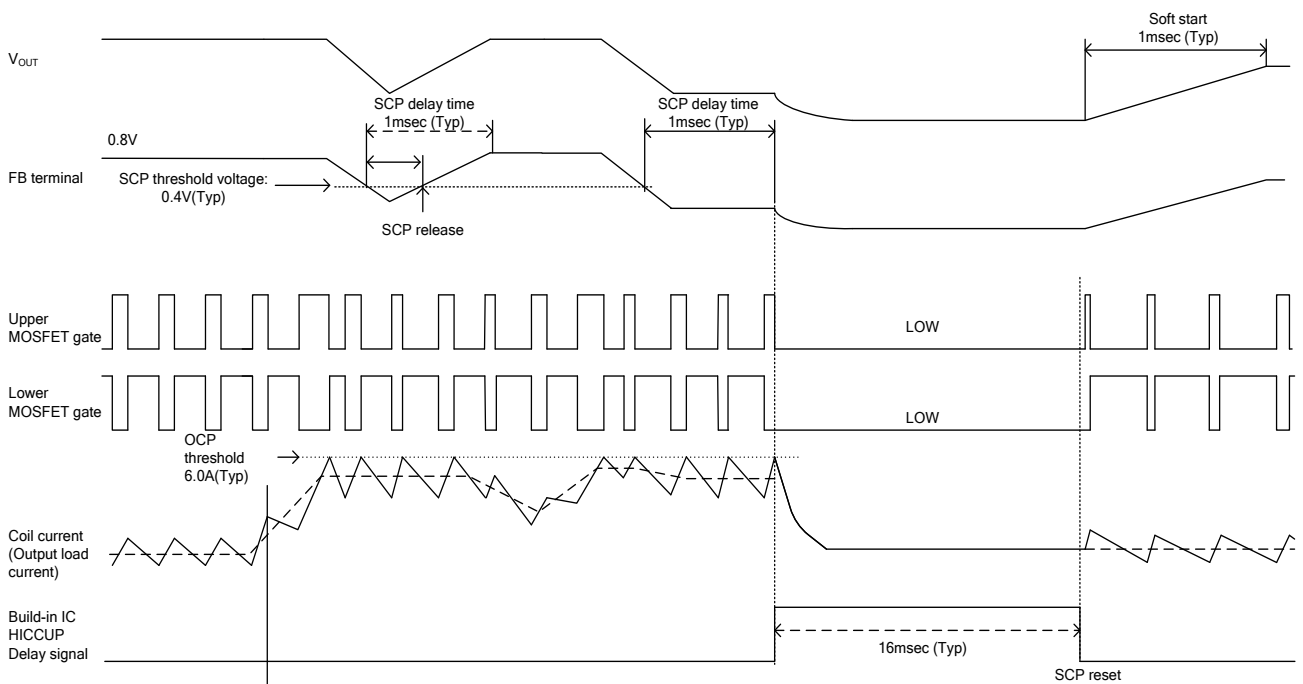 Soft start
1msec (Typ)
VOUT
SCP delay time
1msec (Typ)
SCP delay time
1msec (Typ)
0.8V
FB terminal
SCP threshold voltage:
0.4V(Typ)
SCP release
Upper
MOSFET gate
LOW
Lower
MOSFET gate
LOW
OCP
threshold
6.0A(Typ)
Coil current
(Output load
current)
Build-in IC
HICCUP
Delay signal
16msec (Typ)
SCP reset